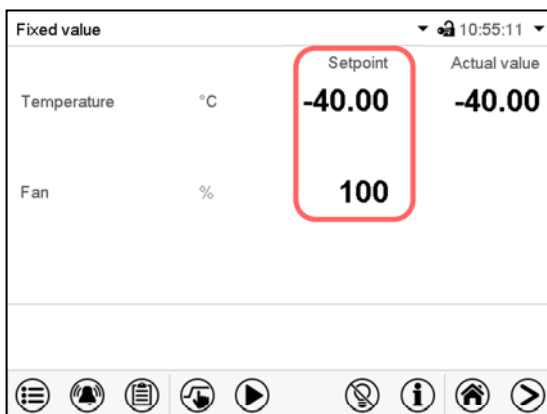 Fixed value 10:55:11
Setpoint Actual value
Temperature °C -40.00 -40.00
Fan % 100